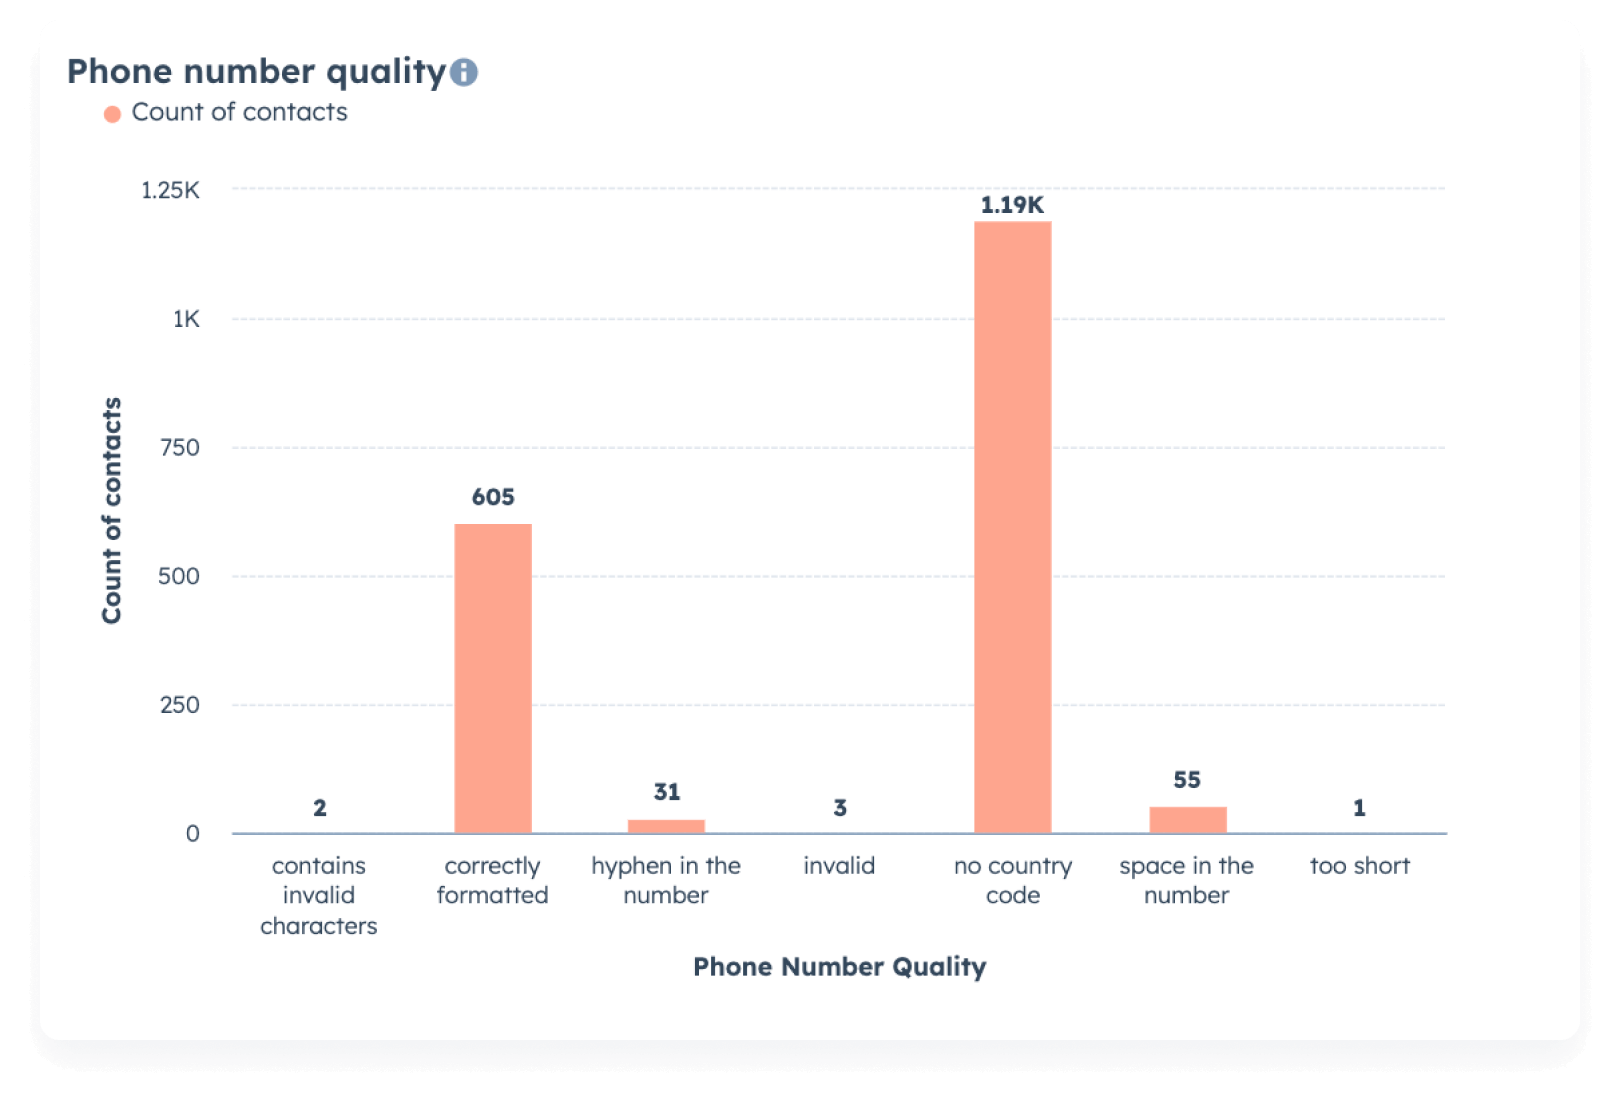 Phone number quality
Count of contacts
1.25K
1K
750
500
250
0
Count of contacts
2
605
31
3
1.19K
55
1
contains
invalid
characters
correctly
formatted
hyphen in the
number
invalid
no country
code
space in the
number
too short
Phone Number Quality